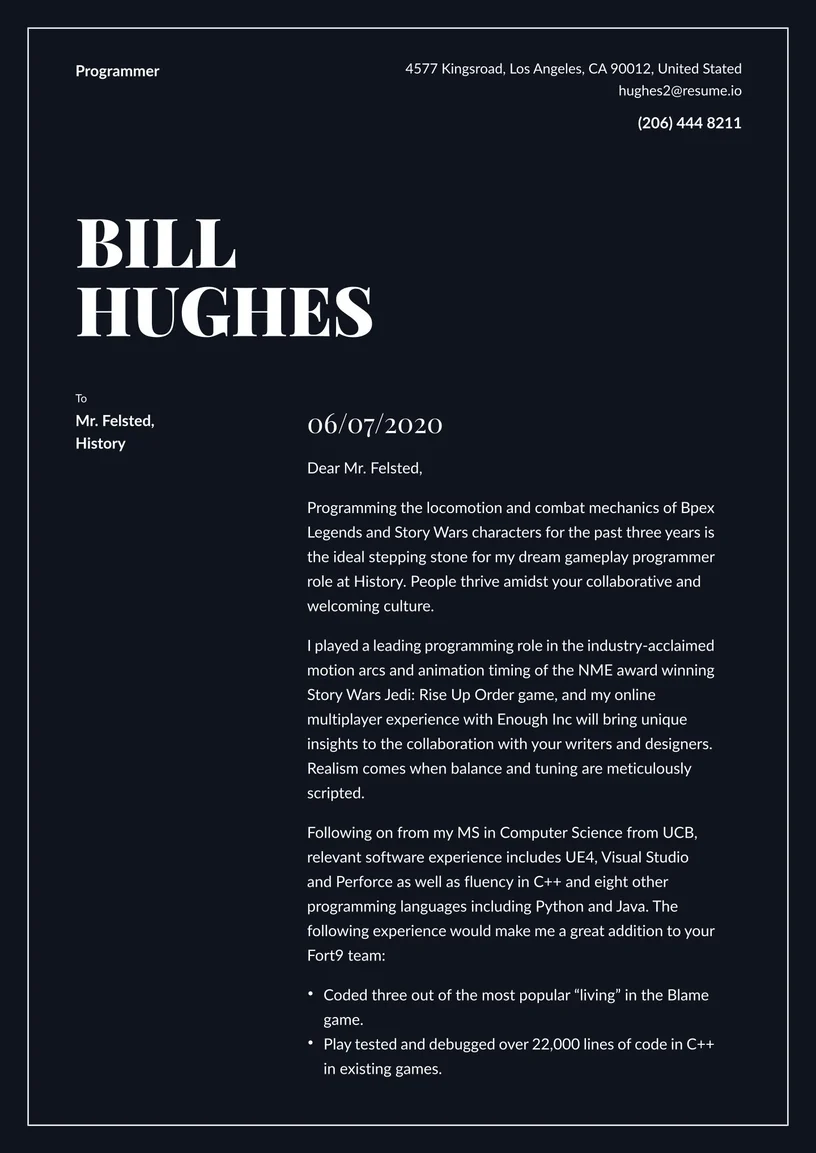 Programmer
4577 Kingsroad, Los Angeles, CA 90012, United Stated
hughes2@resume.io
(206) 444 8211
BILL
HUGHES
To
Mr. Felsted,
History
06/07/2020
Dear Mr. Felsted,
Programming the locomotion and combat mechanics of Bpex
Legends and Story Wars characters for the past three years is
the ideal stepping stone for my dream gameplay programmer
role at History. People thrive amidst your collaborative and
welcoming culture.
I played a leading programming role in the industry-acclaimed
motion arcs and animation timing of the NME award winning
Story Wars Jedi: Rise Up Order game, and my online
multiplayer experience with Enough Inc will bring unique
insights to the collaboration with your writers and designers.
Realism comes when balance and tuning are meticulously
scripted.
Following on from my MS in Computer Science from UCB,
relevant software experience includes UE4, Visual Studio
and Perforce as well as fluency in C++ and eight other
programming languages including Python and Java. The
following experience would make me a great addition to your
Fort9 team:
• Coded three out of the most popular “living” in the Blame
game.
• Play tested and debugged over 22,000 lines of code in C++
in existing games.